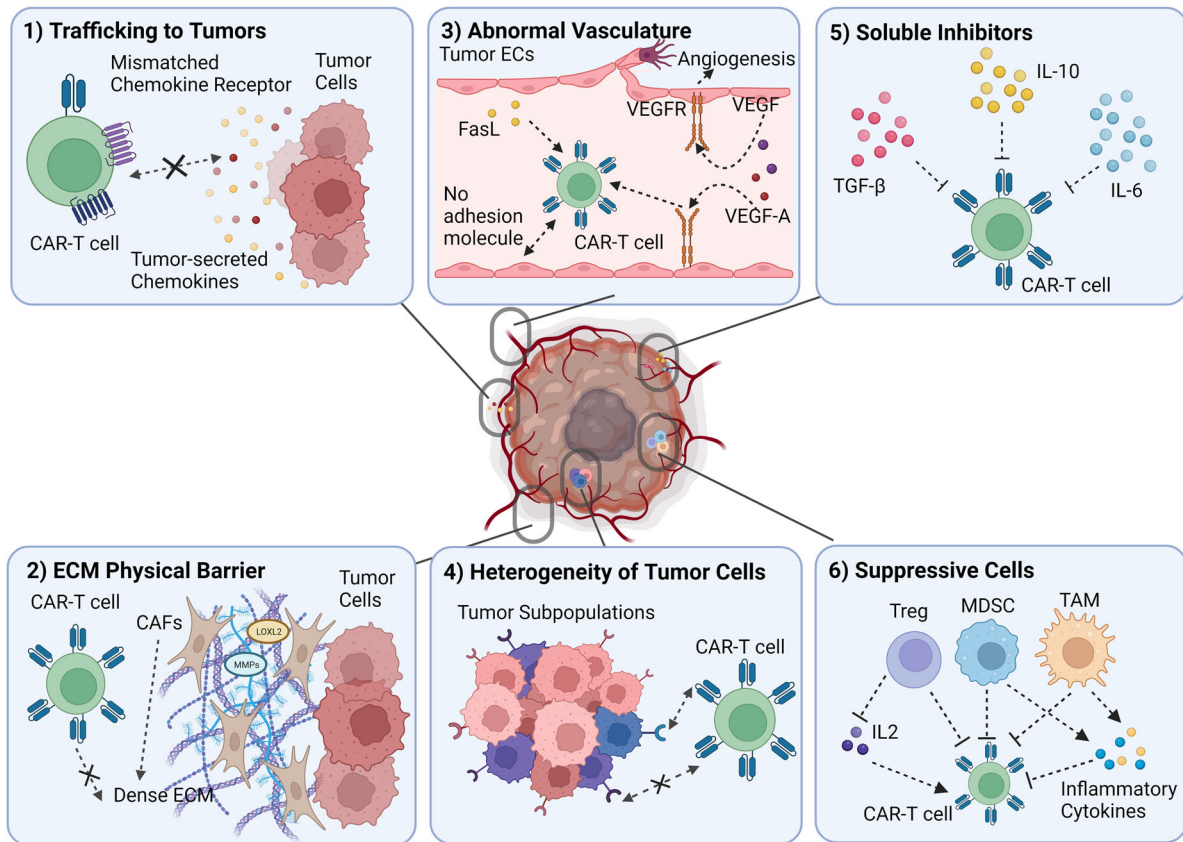 1) Trafficking to Tumors
Mismatched
Chemokine Receptor
Tumor
Cells
CAR-T cell
Tumor-secreted
Chemokines
3) Abnormal Vasculature
Tumor ECs
Angiogenesis
VEGFR
VEGF
FasL
No
adhesion
molecule
CAR-T cell
VEGF-A
5) Soluble Inhibitors
IL-10
TGF-β
IL-6
CAR-T cell
2) ECM Physical Barrier
CAR-T cell
CAFs
LOXL2
MMPs
Tumor
Cells
Dense ECM
4) Heterogeneity of Tumor Cells
Tumor Subpopulations
CAR-T cell
6) Suppressive Cells
Treg
MDSC
TAM
IL2
CAR-T cell
Inflammatory
Cytokines